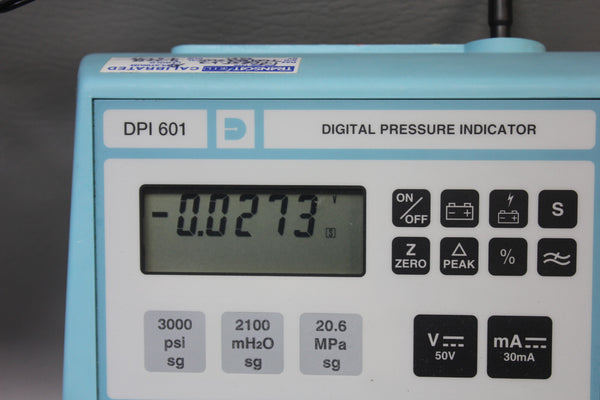 TRANSCAT
CALIBRATED
DPI 601
DIGITAL PRESSURE INDICATOR
-0.0273
V
S
ON/OFF
S
Z
ZERO
△
PEAK
%
3000
psi
sg
2100
mH₂O
sg
20.6
MPa
sg
V
50V
mA
30mA